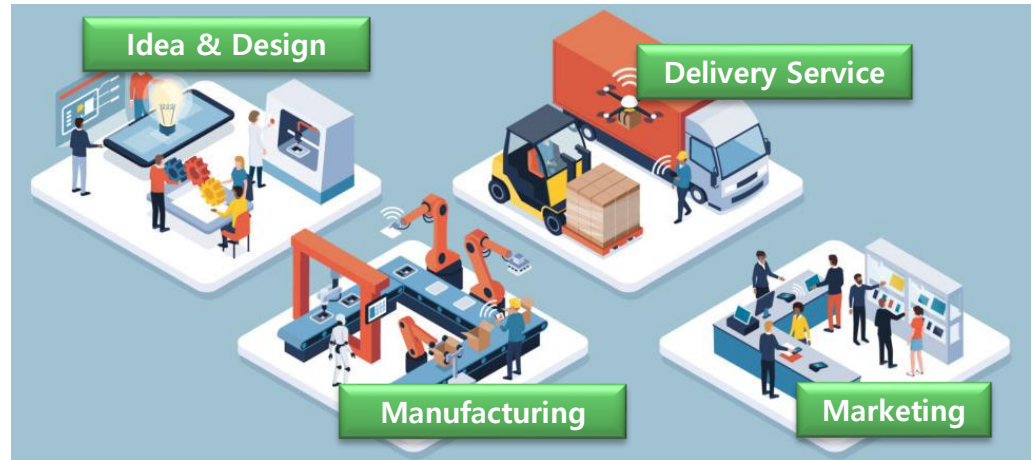 Idea & Design
Delivery Service
Manufacturing
Marketing